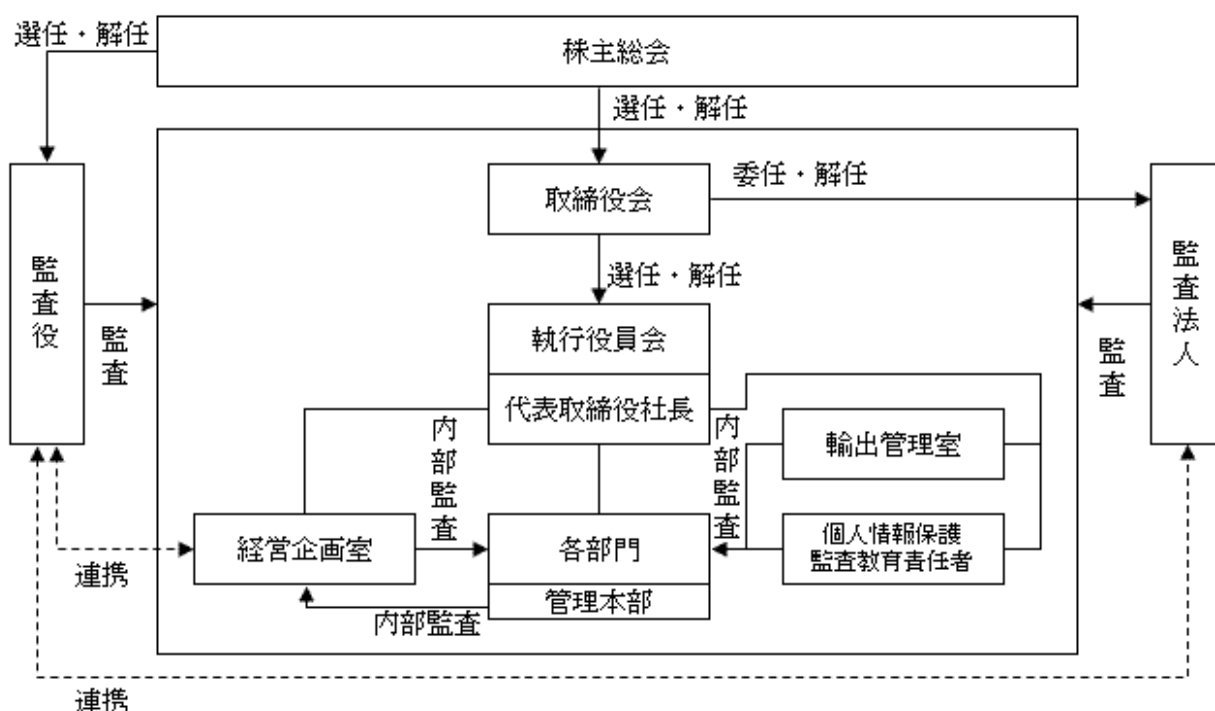 選任・解任
株主総会
選任・解任
取締役会
委任・解任
監査役
監査法人
選任・解任
監査
執行役員会
監査
代表取締役社長
内部監査
内部監査
輸出管理室
経営企画室
各部門
個人情報保護
監査教育責任者
連携
管理本部
内部監査
連携